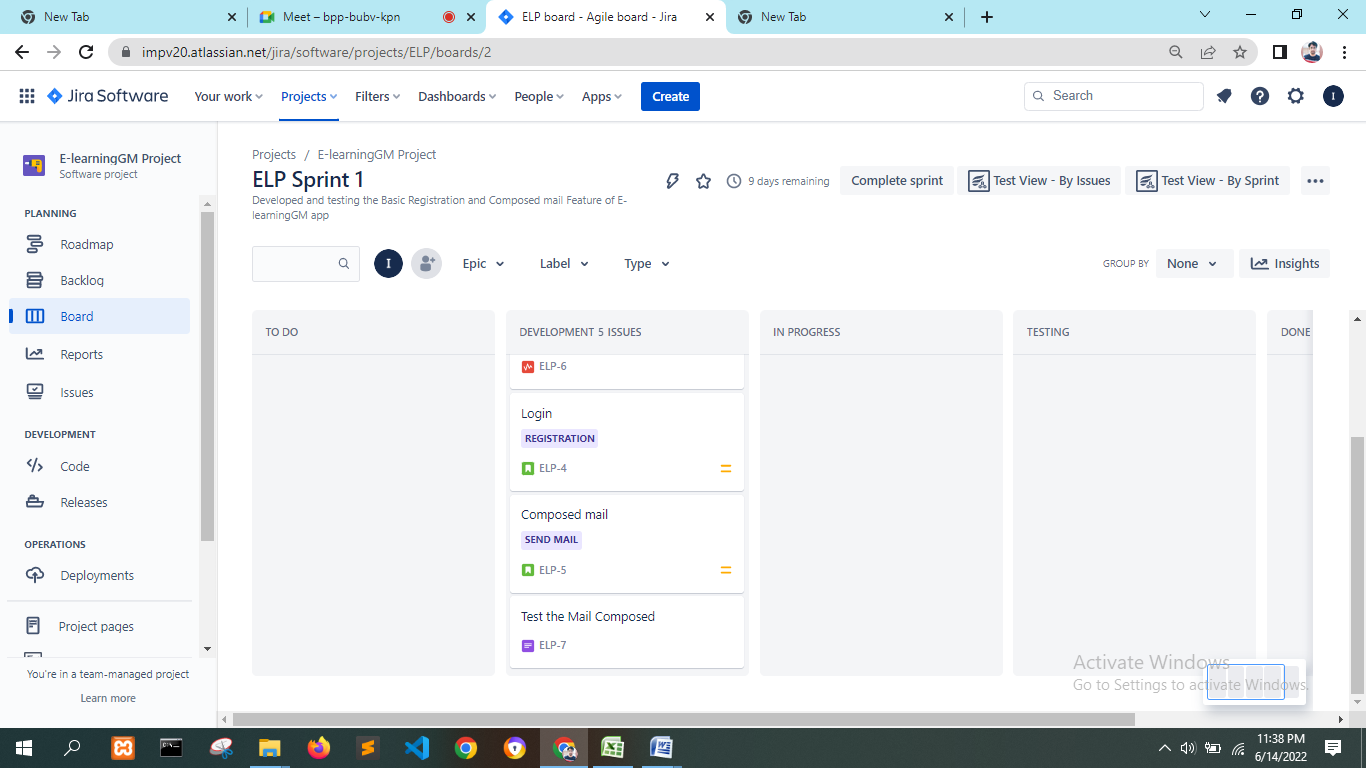 New Tab
Meet – bpp-bubv-kpn
ELP board - Agile board - Jira
New Tab
impv20.atlassian.net/jira/software/projects/ELP/boards/2
Jira Software
Your work
Projects
Filters
Dashboards
People
Apps
Create
Search
I
E-learningGM Project
Software project
PLANNING
Roadmap
Backlog
Board
Reports
Issues
DEVELOPMENT
Code
Releases
OPERATIONS
Deployments
Project pages
You're in a team-managed project
Learn more
Projects / E-learningGM Project
ELP Sprint 1
Developed and testing the Basic Registration and Composed mail Feature of E-
learningGM app
9 days remaining
Complete sprint
Test View - By Issues
Test View - By Sprint
I
Epic
Label
Type
GROUP BY
None
Insights
TO DO
DEVELOPMENT 5 ISSUES
IN PROGRESS
TESTING
DONE
ELP-6
Login
REGISTRATION
ELP-4
Composed mail
SEND MAIL
ELP-5
Test the Mail Composed
ELP-7
Activate Windows
Go to Settings to activate Windows.
11:38 PM
6/14/2022